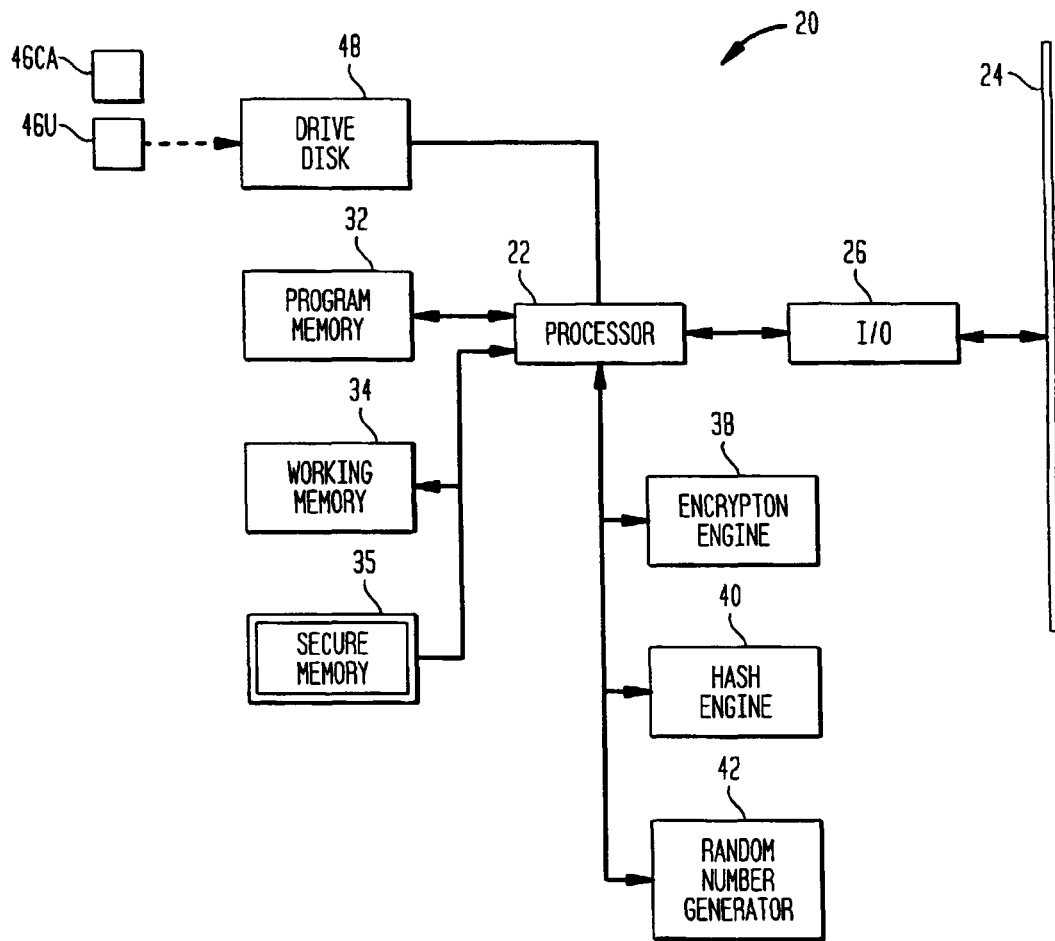 20
46CA
48
24
46U
DRIVE
DISK
32
22
26
PROGRAM
MEMORY
PROCESSOR
I/O
34
38
WORKING
MEMORY
ENCRYPTON
ENGINE
35
40
SECURE
MEMORY
HASH
ENGINE
42
RANDOM
NUMBER
GENERATOR